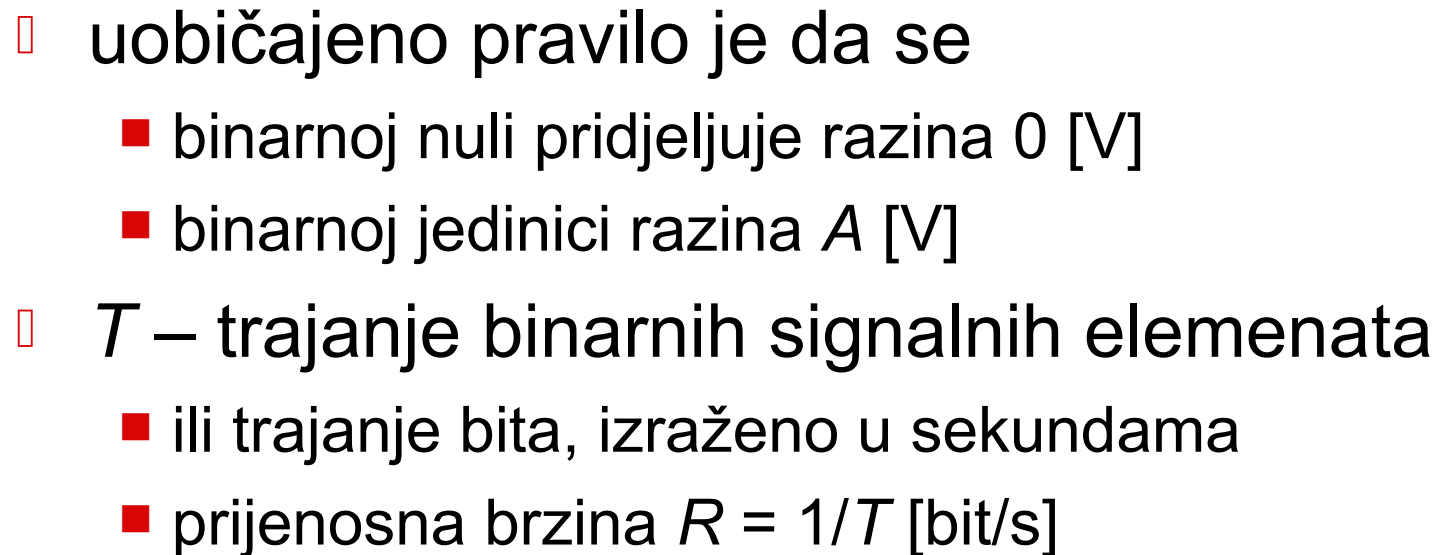 uobičajeno pravilo je da se
binarnoj nuli pridjeljuje razina 0 [V]
binarnoj jedinici razina A [V]
T – trajanje binarnih signalnih elemenata
ili trajanje bita, izraženo u sekundama
prijenosna brzina R = 1/T [bit/s]